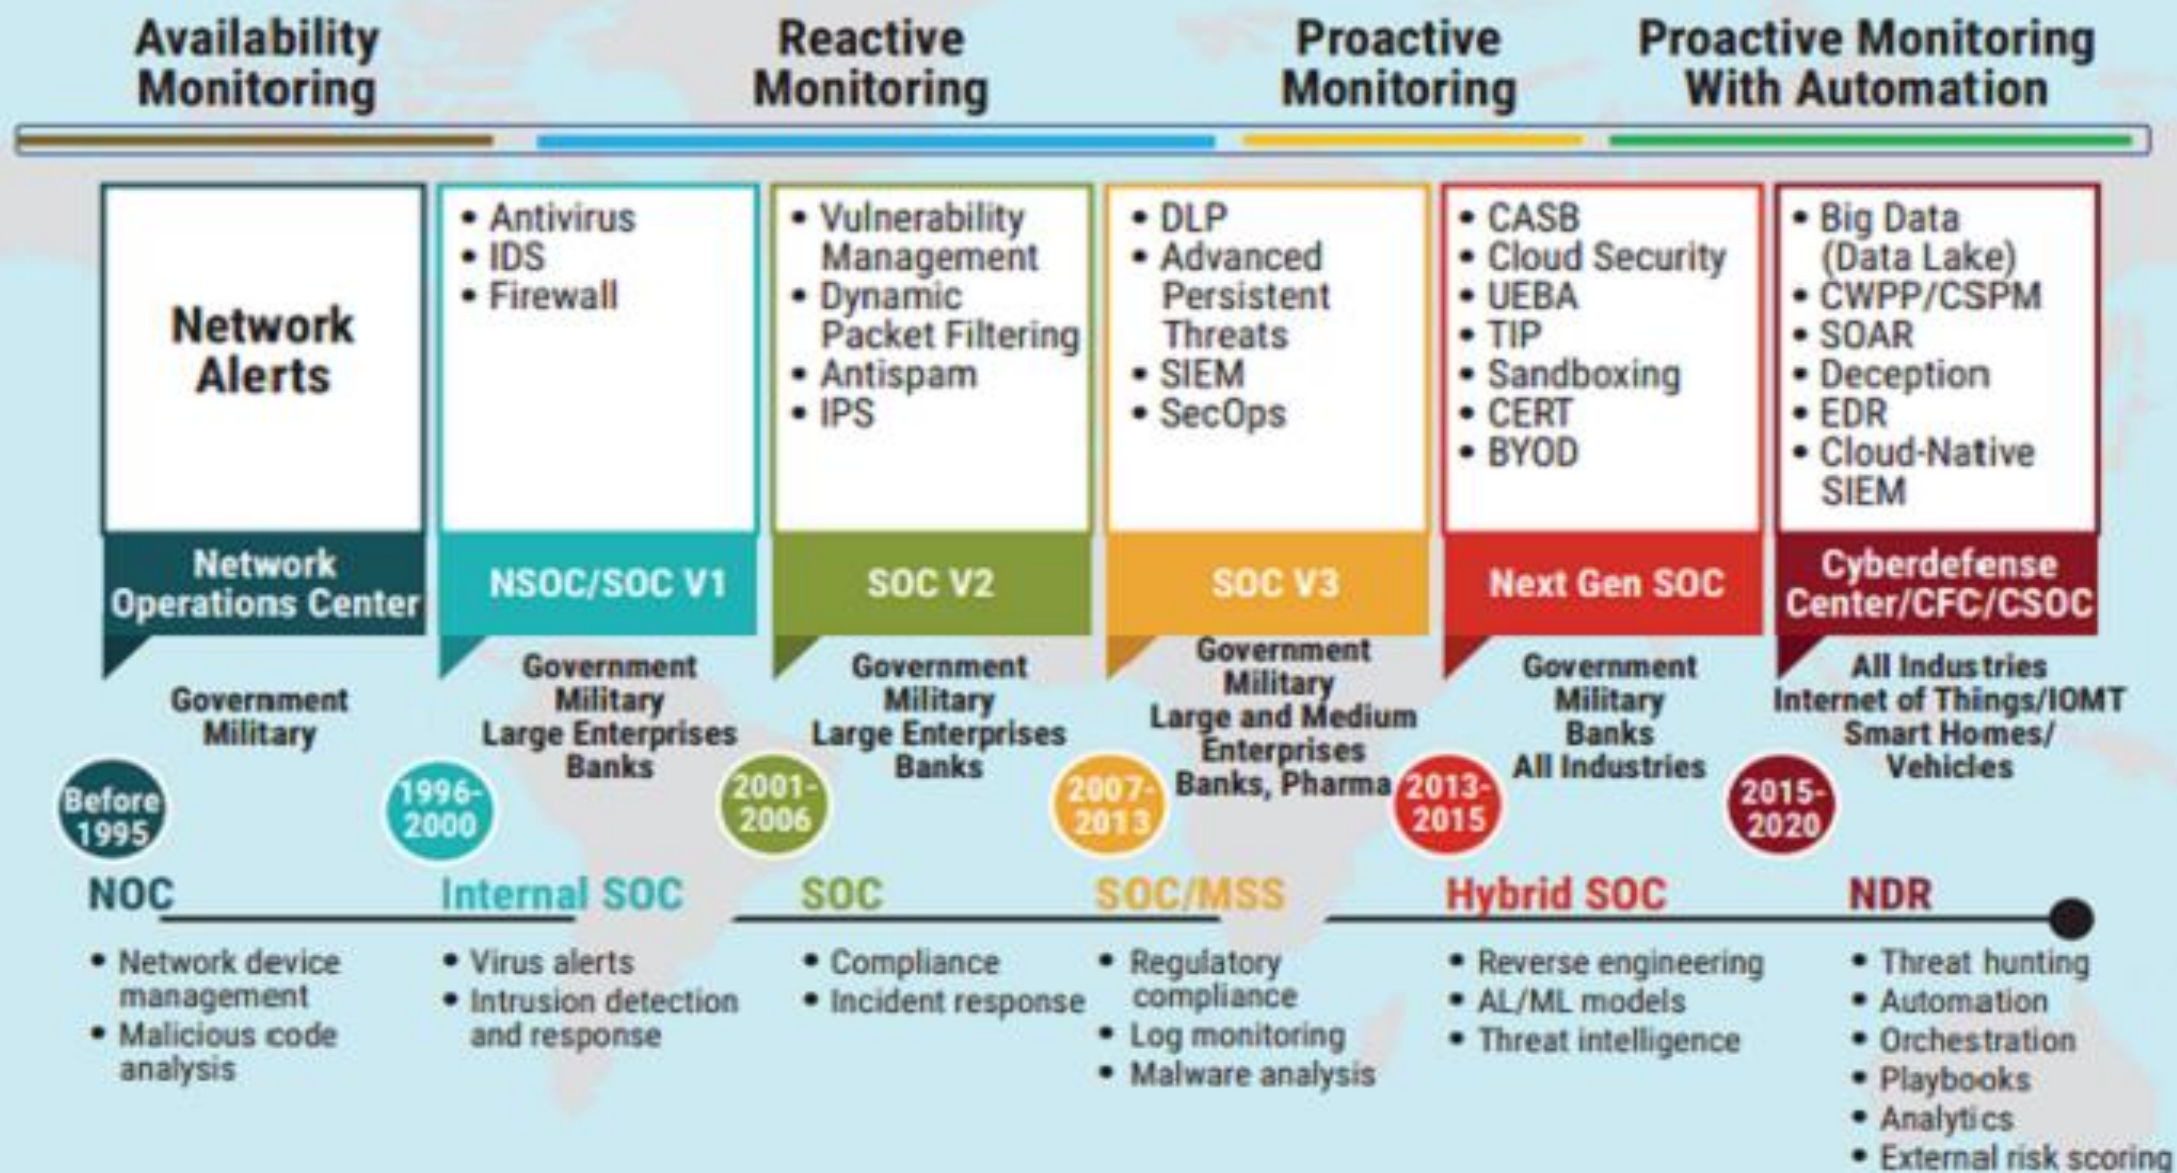 Availability
Monitoring
Reactive
Monitoring
Proactive
Monitoring
Proactive Monitoring
With Automation
Network
Alerts
Network
Operations Center
Government
Military
• Antivirus
• IDS
• Firewall
NSOC/SOC V1
Government
Military
Large Enterprises
Banks
• Vulnerability
Management
• Dynamic
Packet Filtering
• Antispam
• IPS
SOC V2
Government
Military
Large Enterprises
Banks
• DLP
• Advanced
Persistent
Threats
• SIEM
• SecOps
SOC V3
Government
Military
Large and Medium
Enterprises
Banks, Pharma
• CASB
• Cloud Security
• UEBA
• TIP
• Sandboxing
• CERT
• BYOD
Next Gen SOC
Government
Military
Banks
All Industries
• Big Data
(Data Lake)
• CWPP/CSPM
• SOAR
• Deception
• EDR
• Cloud-Native
SIEM
Cyberdefense
Center/CFC/CSOC
All Industries
Internet of Things/IOMT
Smart Homes/
Vehicles
Before
1995
1996-
2000
2001-
2006
2007-
2013
2013-
2015
2015-
2020
NOC
• Network device
management
• Malicious code
analysis
Internal SOC
• Virus alerts
• Intrusion detection
and response
SOC
• Compliance
• Incident response
SOC/MSS
• Regulatory
compliance
• Log monitoring
• Malware analysis
Hybrid SOC
• Reverse engineering
• AL/ML models
• Threat intelligence
NDR
• Threat hunting
• Automation
• Orchestration
• Playbooks
• Analytics
• External risk scoring